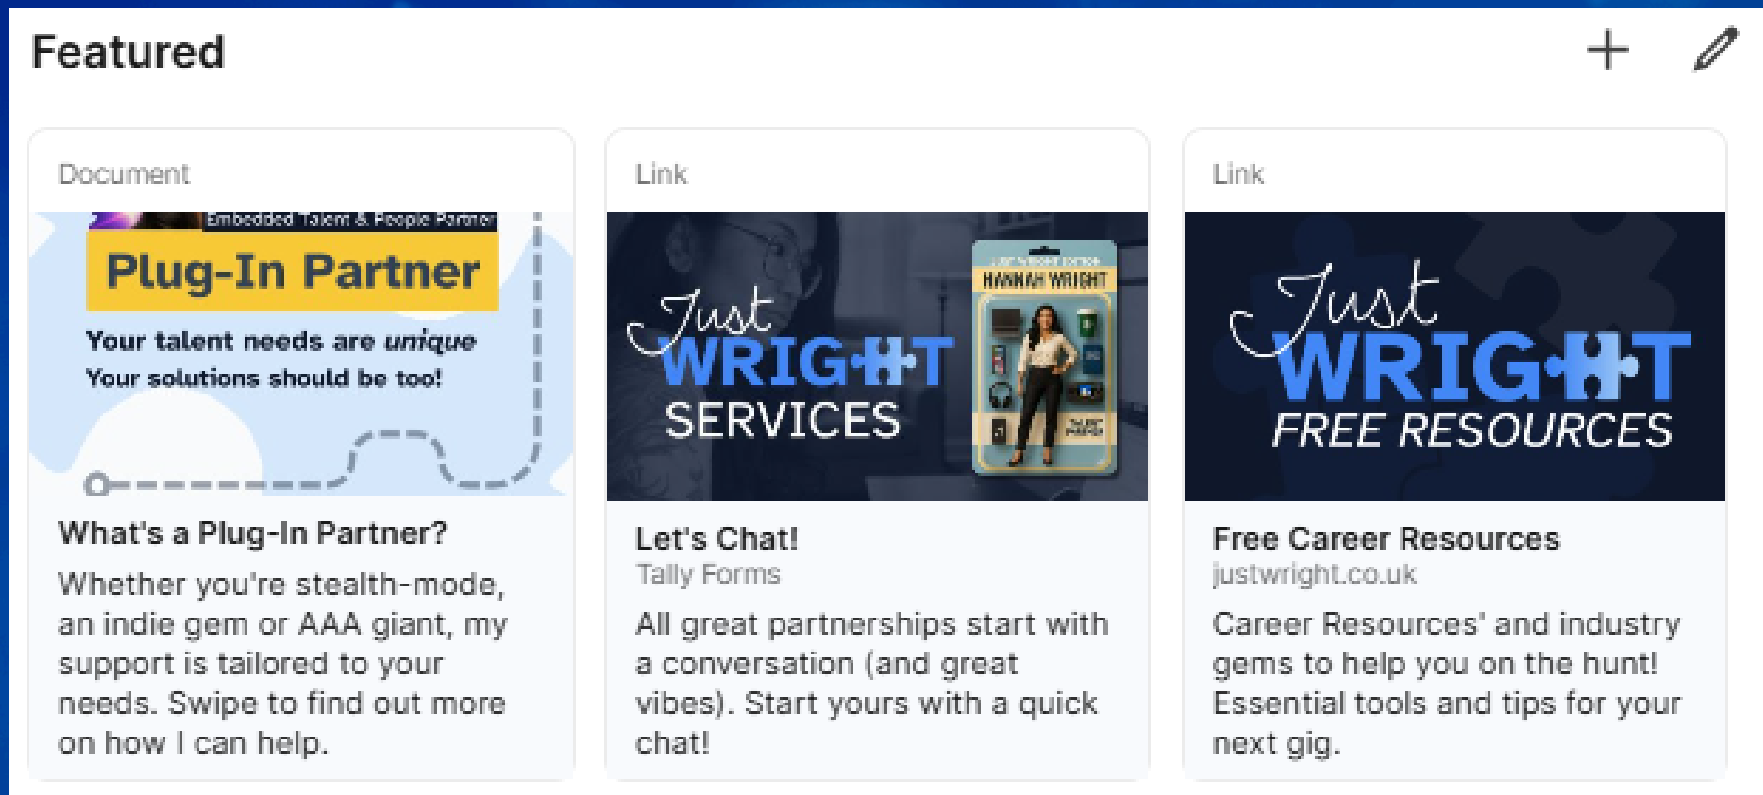 Featured
Document
Embedded Talent & People Partner
Plug-In Partner
Your talent needs are unique
Your solutions should be too!
What's a Plug-In Partner?
Whether you're stealth-mode,
an indie gem or AAA giant, my
support is tailored to your
needs. Swipe to find out more
on how I can help.
Link
JUST WRIGHT EDITION
HANNAH WRIGHT
Just
WRIGHT
SERVICES
Let's Chat!
Tally Forms
All great partnerships start with
a conversation (and great
vibes). Start yours with a quick
chat!
Link
Just
WRIGHT
FREE RESOURCES
Free Career Resources
justwright.co.uk
Career Resources' and industry
gems to help you on the hunt!
Essential tools and tips for your
next gig.